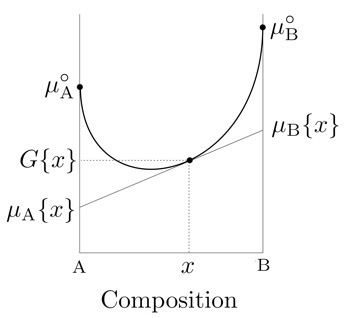 μ°B
μ°A
μB{x}
G{x}
μA{x}
A x B
Composition